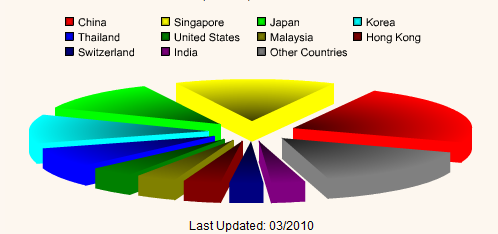 China Singapore Japan Korea
Thailand United States Malaysia Hong Kong
Switzerland India Other Countries
Last Updated: 03/2010